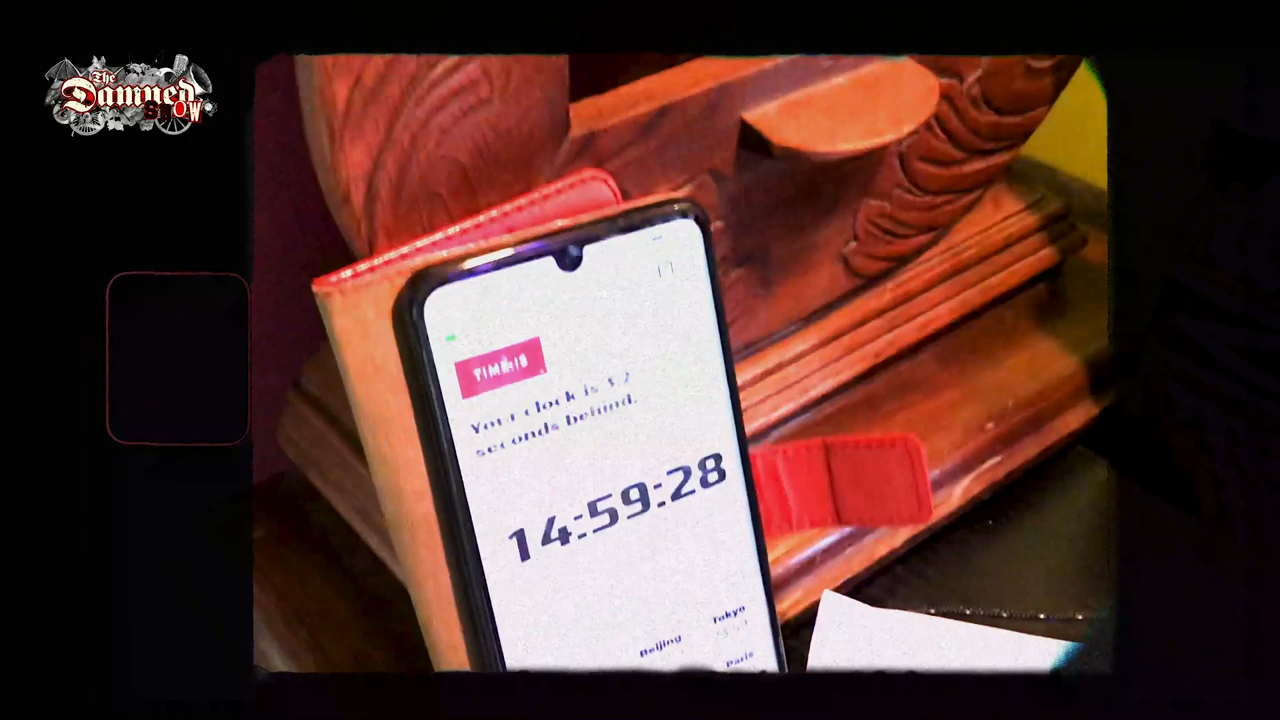 The
Damned
SHOW
TIME.IS
Your clock is
seconds behind.
14:59:28
Tokyo
Beijing
Paris